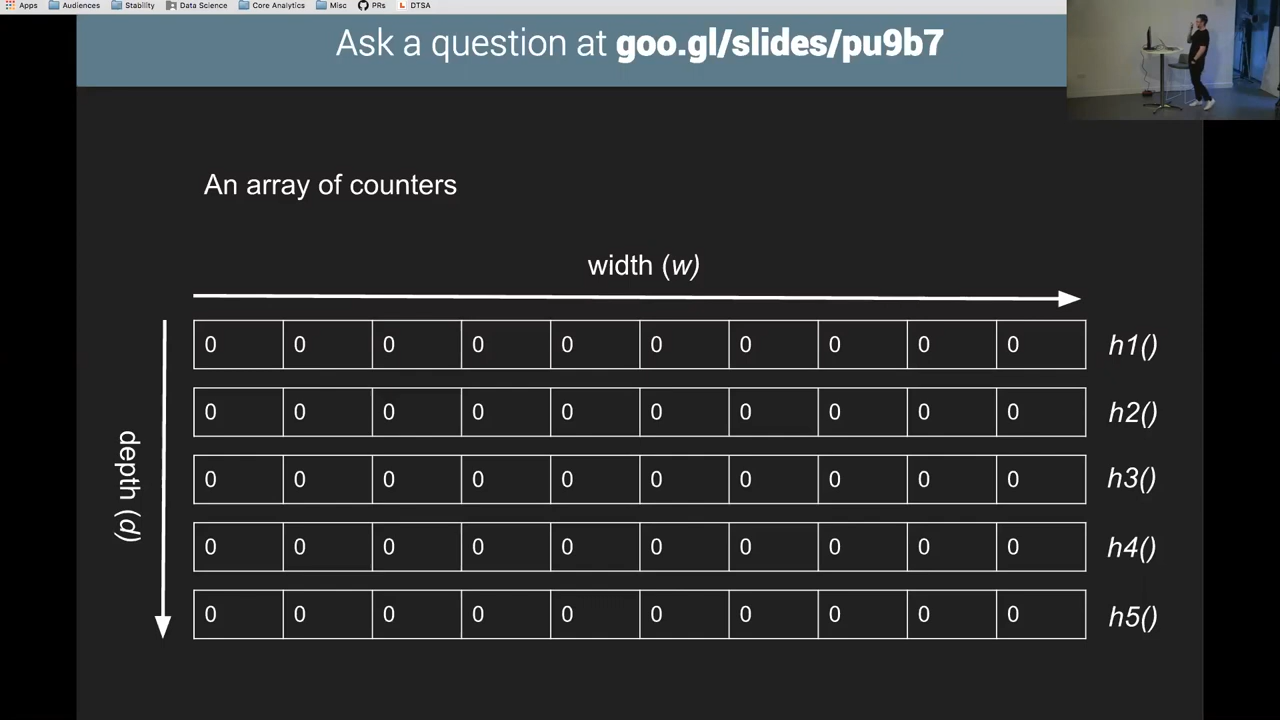 Apps Audiences Stability Data Science Core Analytics Misc PRs DTSA
Ask a question at goo.gl/slides/pu9b7
An array of counters
width (w)
depth (d)
0 0 0 0 0 0 0 0 0 0 h1()
0 0 0 0 0 0 0 0 0 0 h2()
0 0 0 0 0 0 0 0 0 0 h3()
0 0 0 0 0 0 0 0 0 0 h4()
0 0 0 0 0 0 0 0 0 0 h5()